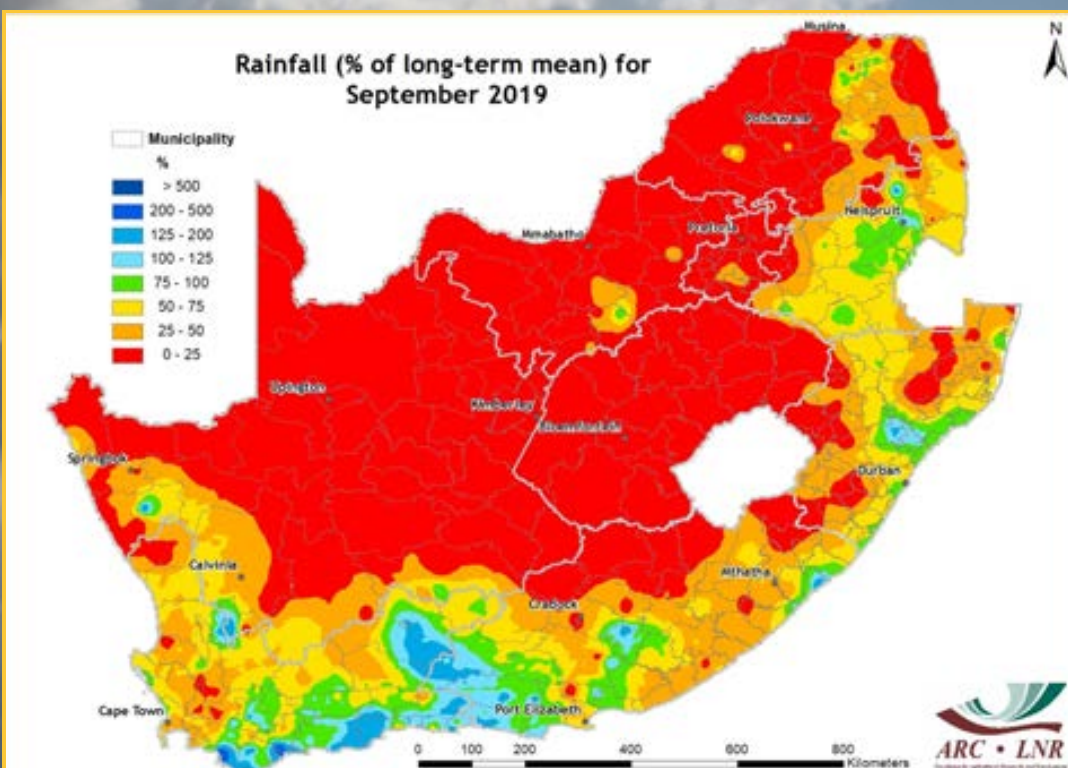 Rainfall (% of long-term mean) for
September 2019
N
Municipality
%
> 500
200 - 500
125 - 200
100 - 125
75 - 100
50 - 75
25 - 50
0 - 25
Musina
Polokwane
Nelspruit
Pretoria
Mmabatho
Upington
Kimberley
Bloemfontein
Springbok
Durban
Calvinia
Mthatha
Cradock
Cape Town
Port Elizabeth
0 100 200 400 600 800
Kilometers
ARC • LNR